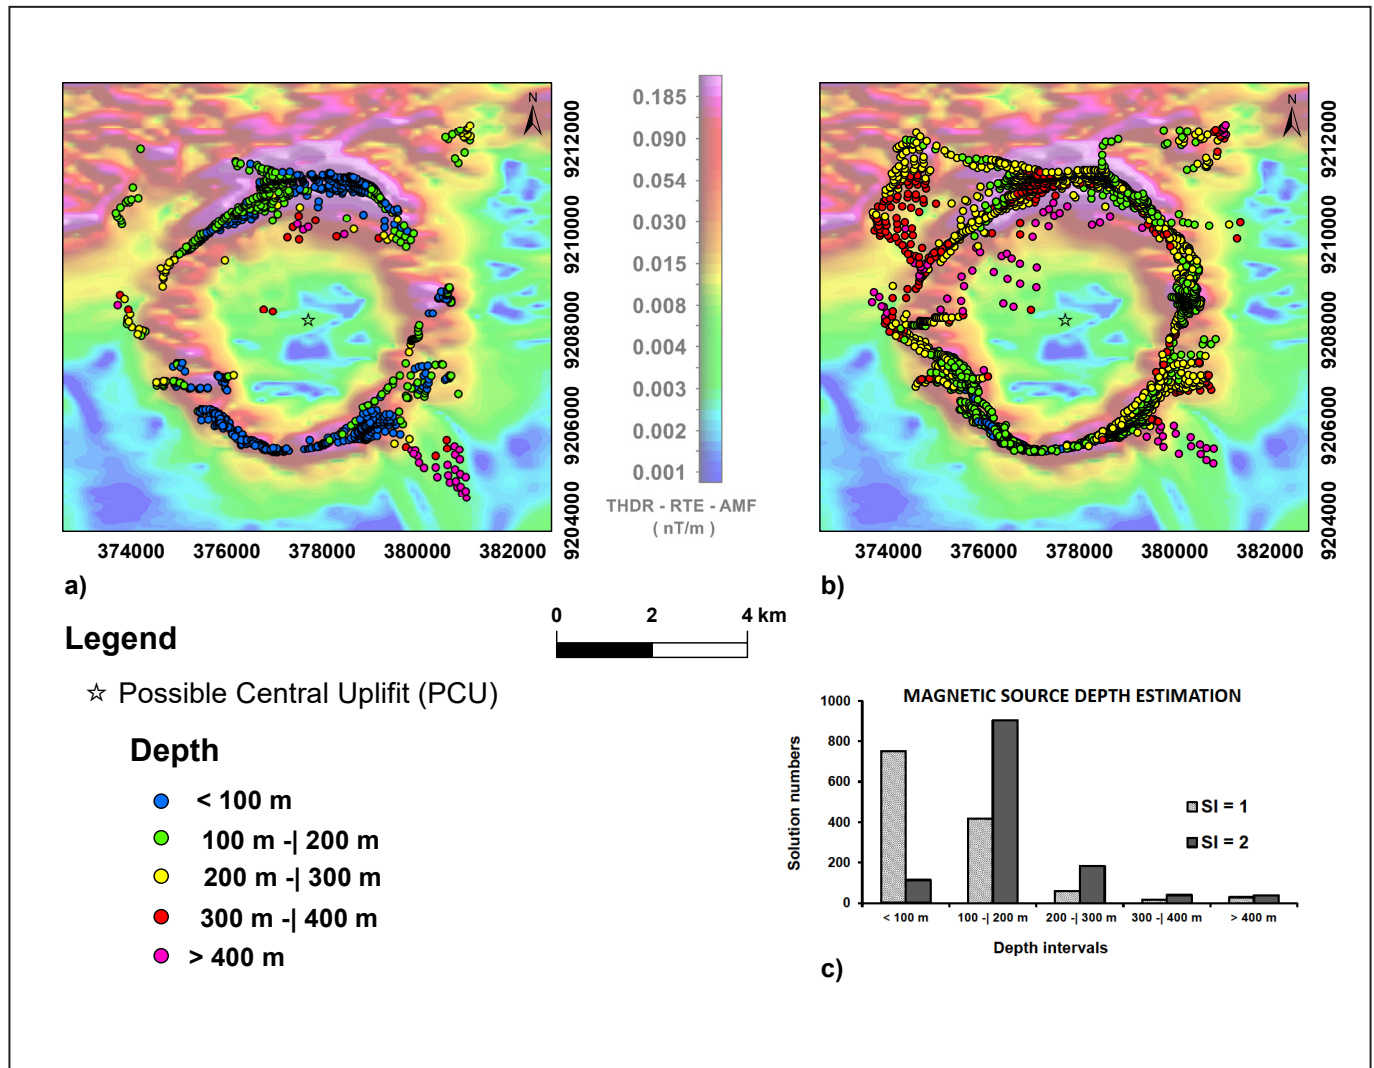 N
9212000
9210000
9208000
9206000
9204000
374000 376000 378000 380000 382000
a)
0.185
0.090
0.054
0.030
0.015
0.008
0.004
0.003
0.002
0.001
THDR - RTE - AMF
( nT/m )
N
9212000
9210000
9208000
9206000
9204000
374000 376000 378000 380000 382000
b)
0 2 4 km
Legend
Possible Central Uplifit (PCU)
Depth
< 100 m
100 m -| 200 m
200 m -| 300 m
300 m -| 400 m
> 400 m
MAGNETIC SOURCE DEPTH ESTIMATION
Solution numbers
1000
800
600
400
200
0
SI = 1
SI = 2
< 100 m 100 -| 200 m 200 -| 300 m 300 -| 400 m > 400 m
Depth intervals
c)